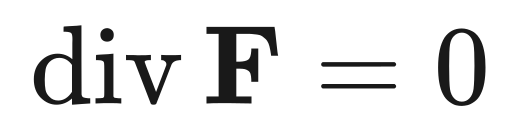 div F = 0